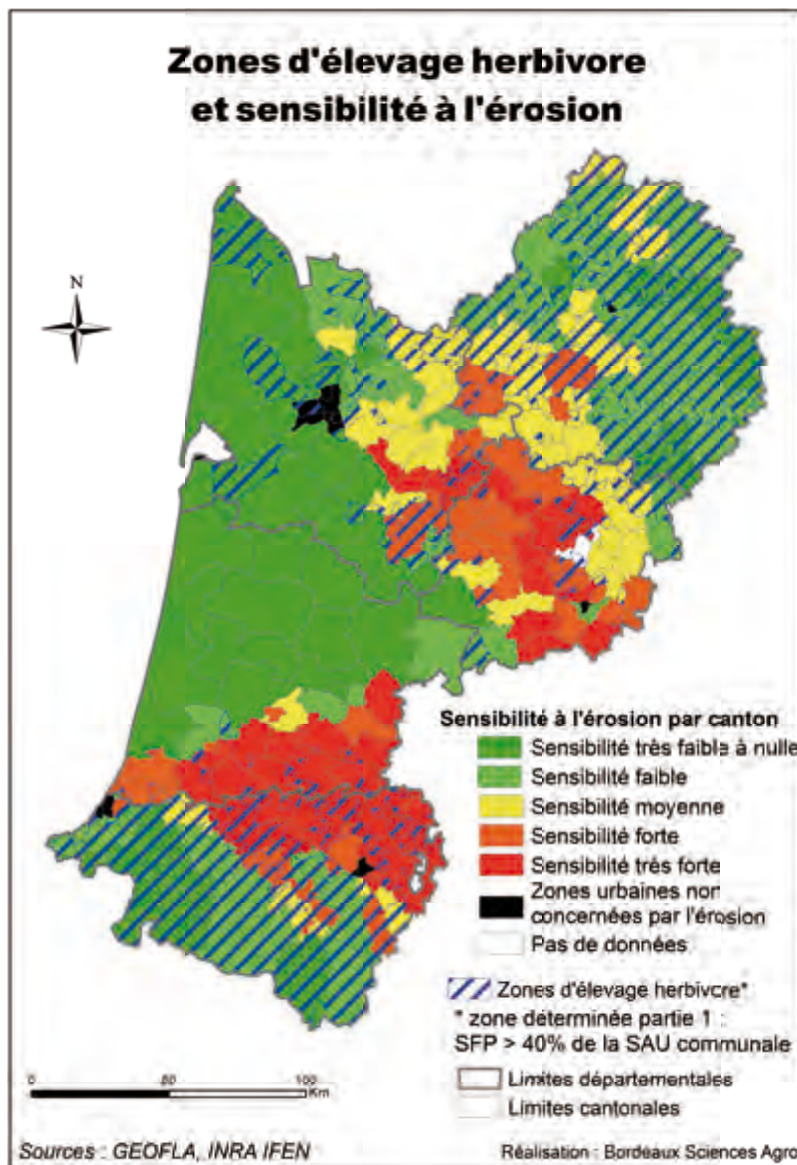 Zones d'élevage herbivore
et sensibilité à l'érosion
N
Sensibilité à l'érosion par canton
Sensibilité très faible à nulle
Sensibilité faible
Sensibilité moyenne
Sensibilité forte
Sensibilité très forte
Zones urbaines non
concernées par l'érosion
Pas de données
Zones d'élevage herbivore*
* zone déterminée partie 1 :
SFP > 40% de la SAU communale
Limites départementales
Limites cantonales
0 50 100
Km
Sources : GEOFLA, INRA IFEN
Réalisation : Bordeaux Sciences Agro